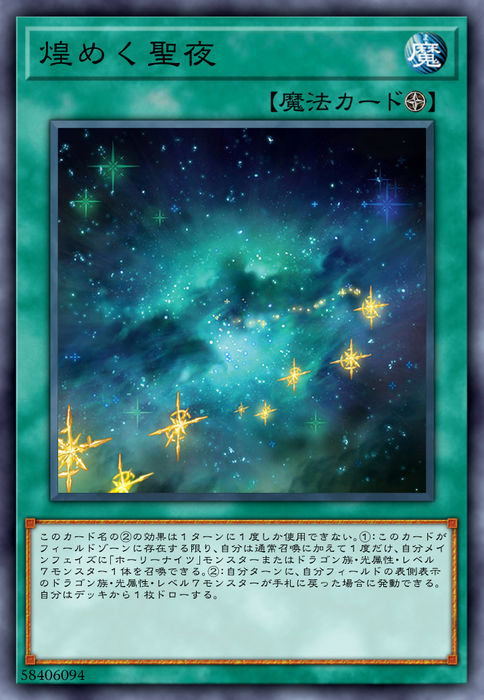 煌めく聖夜
魔
【魔法カード】
このカード名の②の効果は1ターンに1度しか使用できない。①:このカードが
フィールドゾーンに存在する限り、自分は通常召喚に加えて1度だけ、自分メイ
ンフェイズに「ホーリーナイツ」モンスターまたはドラゴン族・光属性・レベル
7モンスター1体を召喚できる。②:自分ターンに、自分フィールドの表側表示
のドラゴン族・光属性・レベル7モンスターが手札に戻った場合に発動できる。
自分はデッキから1枚ドローする。
58406094